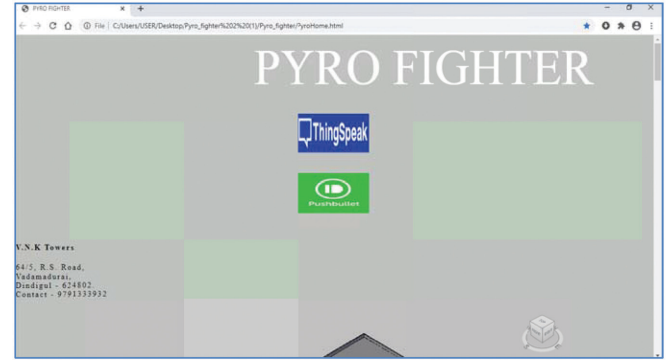 PYRO FIGHTER
File | C:/Users/USER/Desktop/Pyro_fighter%202%20(1)/Pyro_fighter/PyroHome.html
PYRO FIGHTER
ThingSpeak
Pushbullet
V.N.K Towers
64/5, R.S. Road,
Vadamadurai,
Dindigul - 624802.
Contact - 9791333932